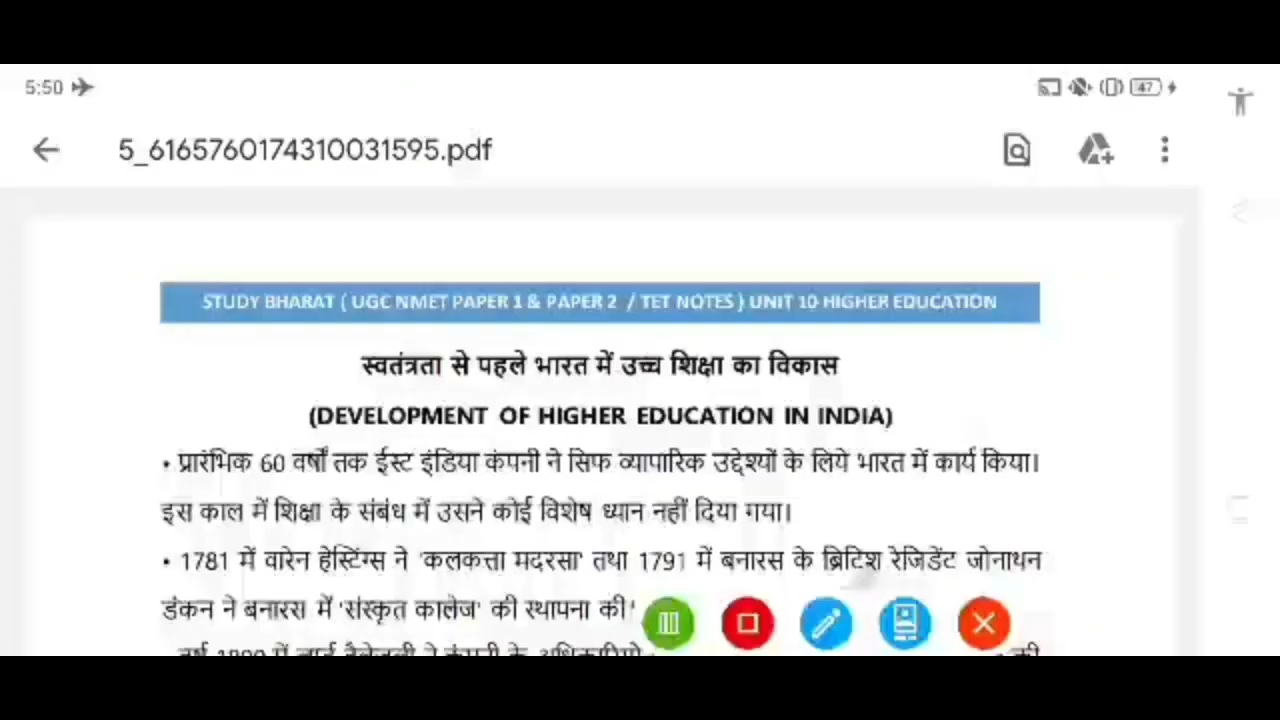 5:50
47
5_6165760174310031595.pdf
STUDY BHARAT ( UGC NMET PAPER 1 & PAPER 2 / TET NOTES ) UNIT 10 HIGHER EDUCATION
स्वतंत्रता से पहले भारत में उच्च शिक्षा का विकास
(DEVELOPMENT OF HIGHER EDUCATION IN INDIA)
• प्रारंभिक 60 वर्षों तक ईस्ट इंडिया कंपनी ने सिफ व्यापारिक उद्देश्यों के लिये भारत में कार्य किया।
इस काल में शिक्षा के संबंध में उसने कोई विशेष ध्यान नहीं दिया गया।
• 1781 में वारेन हेस्टिंग्स ने 'कलकत्ता मदरसा' तथा 1791 में बनारस के ब्रिटिश रेजिडेंट जोनाथन
डंकन ने बनारस में 'संस्कृत कालेज' की स्थापना की